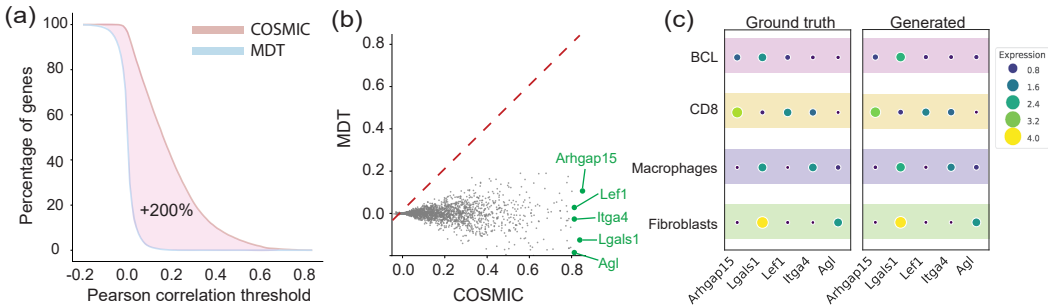 (a)
COSMIC
MDT
Percentage of genes
100
80
60
40
20
0
+200%
-0.2 0.0 0.2 0.4 0.6 0.8
Pearson correlation threshold
(b)
MDT
0.8
0.6
0.4
0.2
0.0
Arhgap15
Lef1
Itga4
Lgals1
Agl
0.0 0.2 0.4 0.6 0.8
COSMIC
(c)
Ground truth Generated
BCL
CD8
Macrophages
Fibroblasts
Arhgap15 Lgals1 Lef1 Itga4 Agl
Arhgap15 Lgals1 Lef1 Itga4 Agl
Expression
0.8
1.6
2.4
3.2
4.0